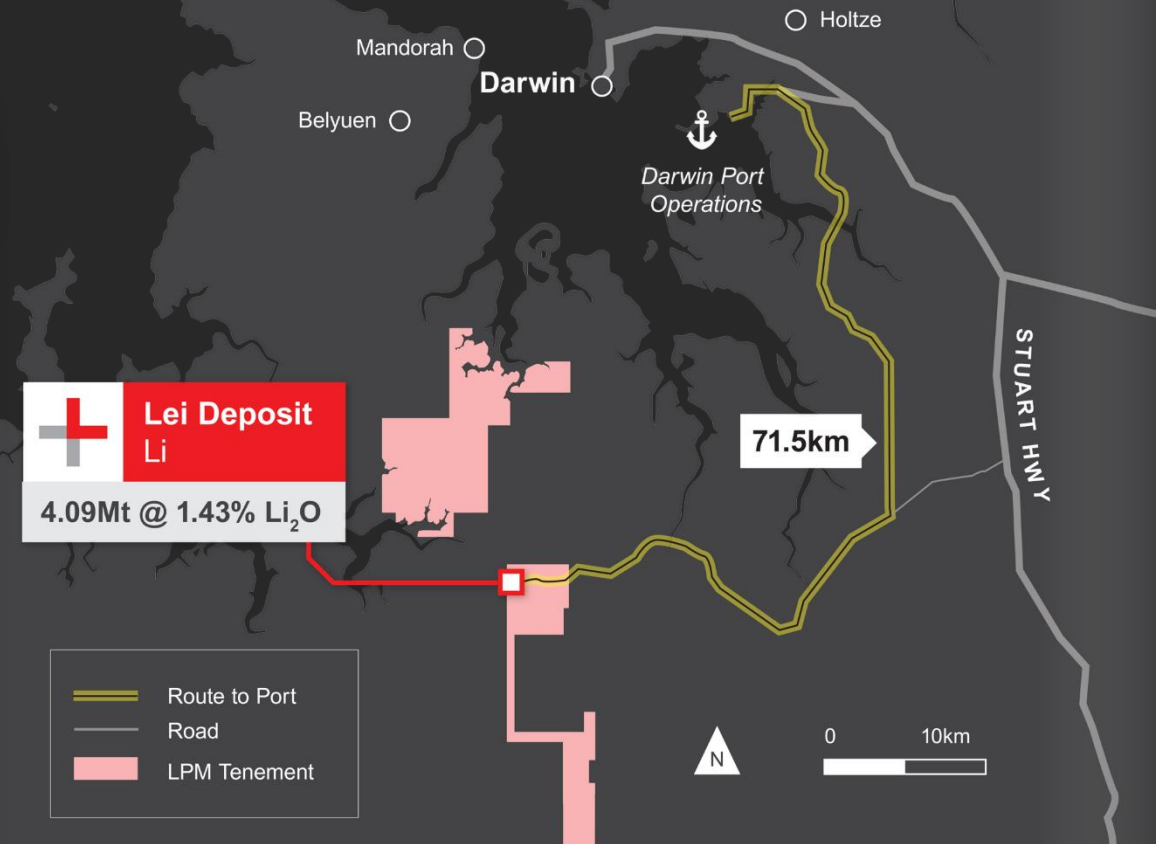 Holtze
Mandorah
Darwin
Belyuen
Darwin Port
Operations
STUART HWY
Lei Deposit
Li
4.09Mt @ 1.43% Li₂O
71.5km
Route to Port
Road
LPM Tenement
N
0 10km